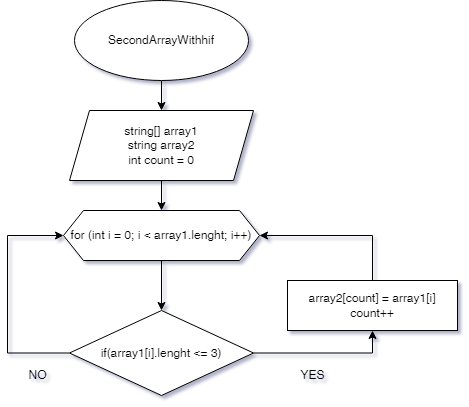 SecondArrayWithhif
string[] array1
string array2
int count = 0
for (int i = 0; i < array1.lenght; i++)
array2[count] = array1[i]
count++
if(array1[i].lenght <= 3)
NO
YES